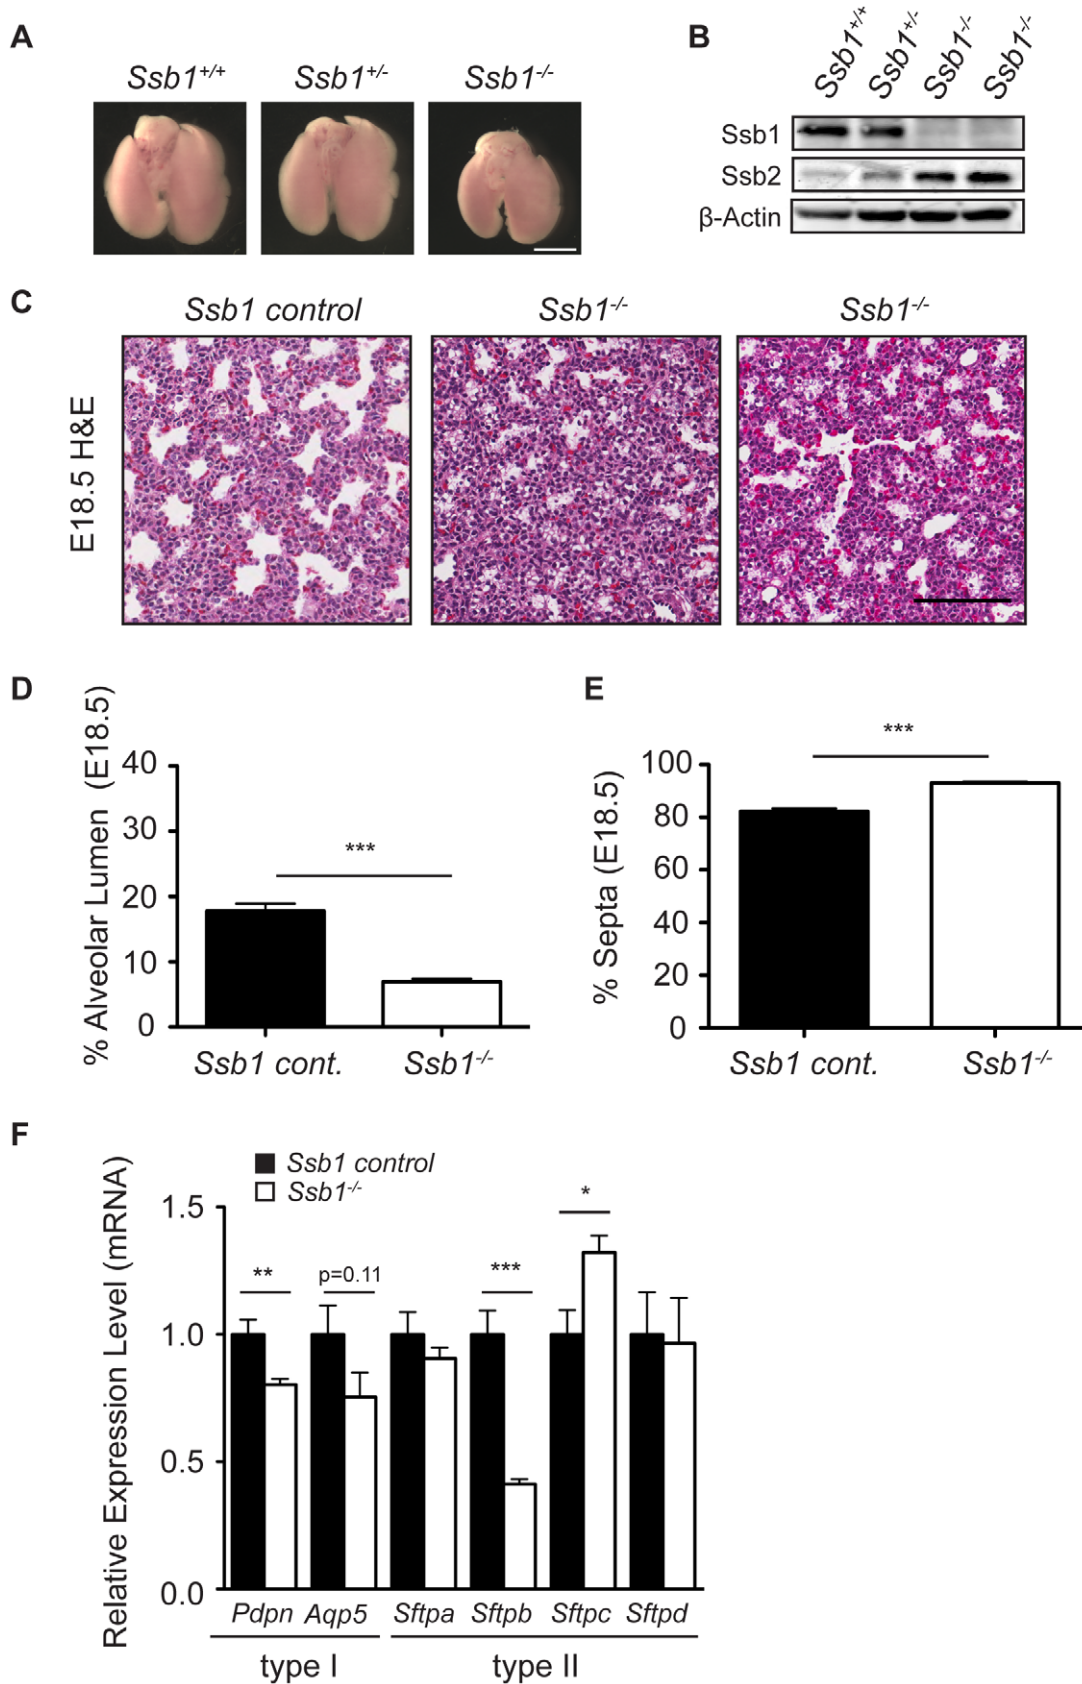 A
Ssb1+/+
Ssb1+/-
Ssb1-/-
B
Ssb1+/+
Ssb1+/-
Ssb1-/-
Ssb1-/-
Ssb1
Ssb2
β-Actin
C
Ssb1 control
Ssb1-/-
Ssb1-/-
E18.5 H&E
D
% Alveolar Lumen (E18.5)
40
30
20
10
0
***
Ssb1 cont.
Ssb1-/-
E
% Septa (E18.5)
100
80
60
40
20
0
***
Ssb1 cont.
Ssb1-/-
F
Relative Expression Level (mRNA)
Ssb1 control
Ssb1-/-
1.5
1.0
0.5
0.0
**
p=0.11
***
*
Pdpn Aqp5 Sftpa Sftpb Sftpc Sftpd
type I type II